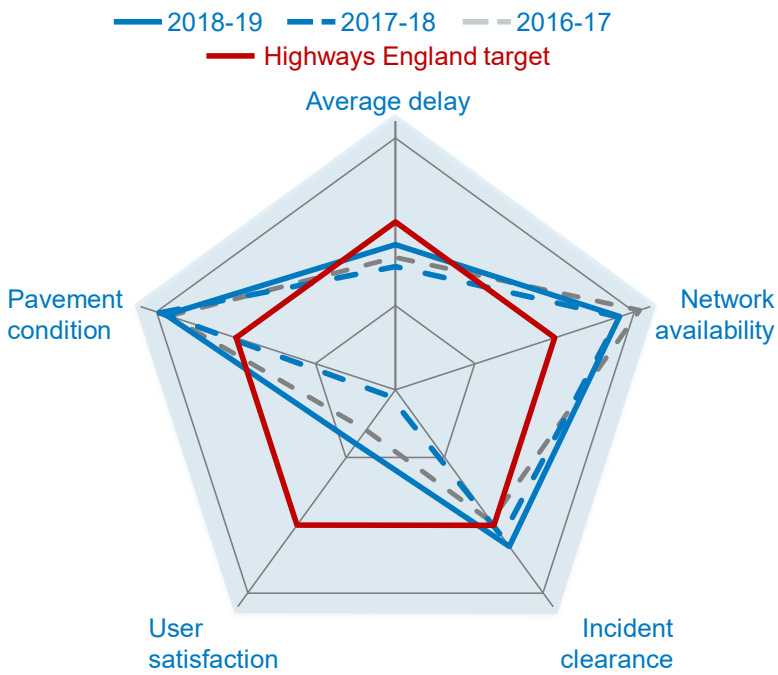 2018-19 2017-18 2016-17
Highways England target
Average delay
Pavement
condition
Network
availability
User
satisfaction
Incident
clearance